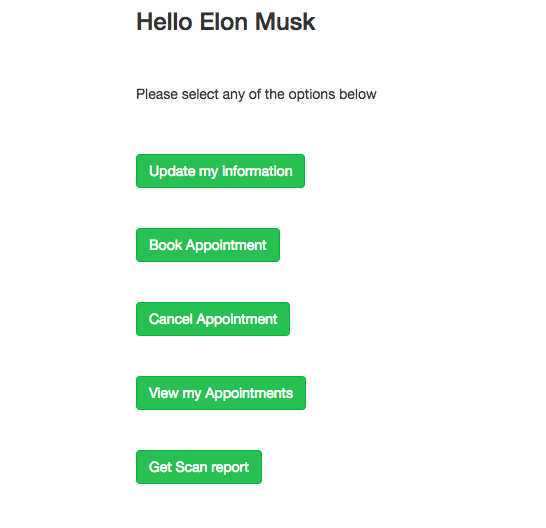 Hello Elon Musk
Please select any of the options below
Update my information
Book Appointment
Cancel Appointment
View my Appointments
Get Scan report